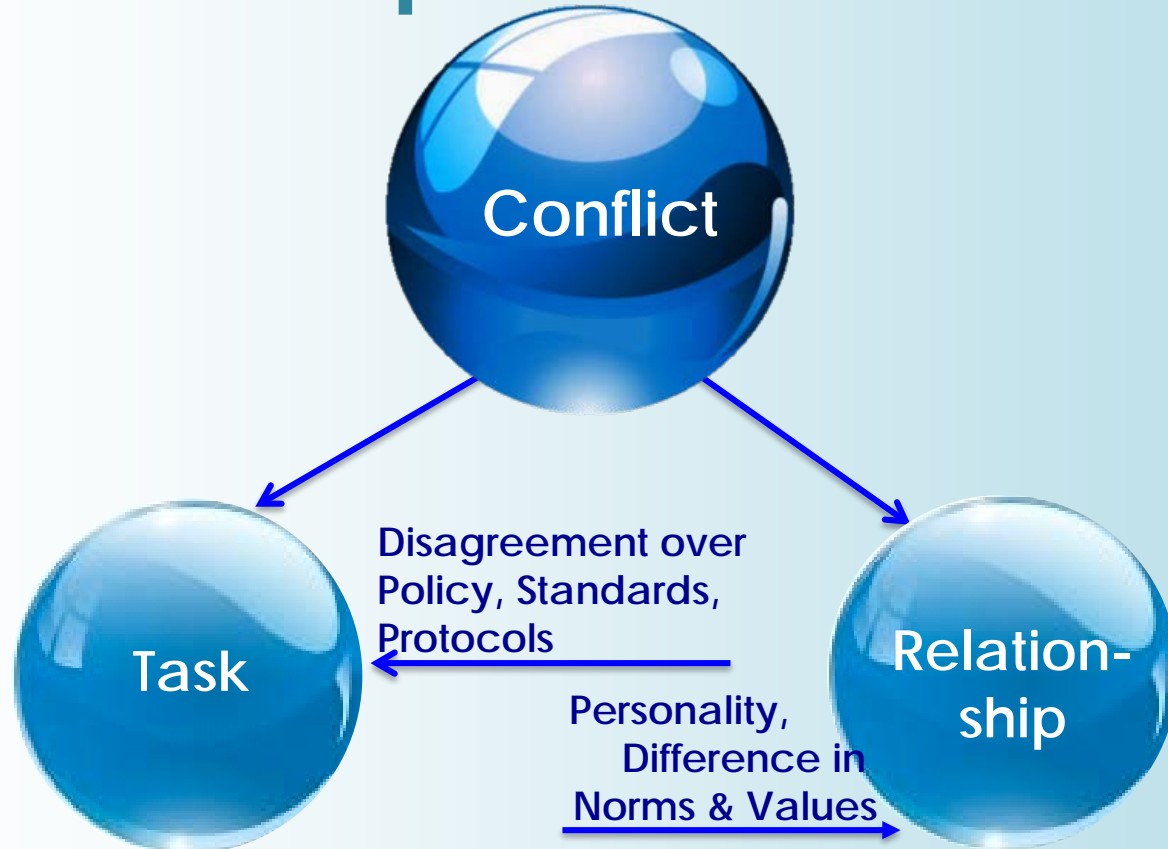 Conflict
Disagreement over
Policy, Standards,
Protocols
Task
Relation-
ship
Personality,
Difference in
Norms & Values